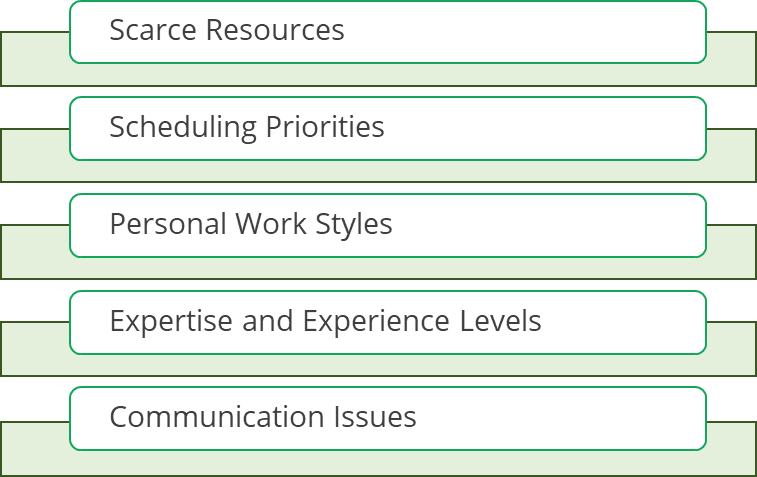 Scarce Resources
Scheduling Priorities
Personal Work Styles
Expertise and Experience Levels
Communication Issues